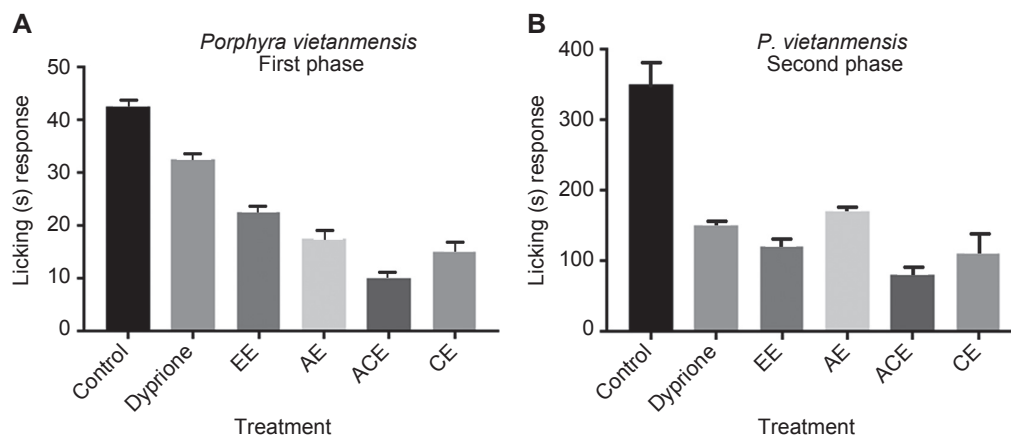 A
Porphyra vietanmensis
First phase
50
40
30
20
10
0
Licking (s) response
Control
Dyprione
EE
AE
ACE
CE
Treatment
B
P. vietanmensis
Second phase
400
300
200
100
0
Licking (s) response
Control
Dyprione
EE
AE
ACE
CE
Treatment